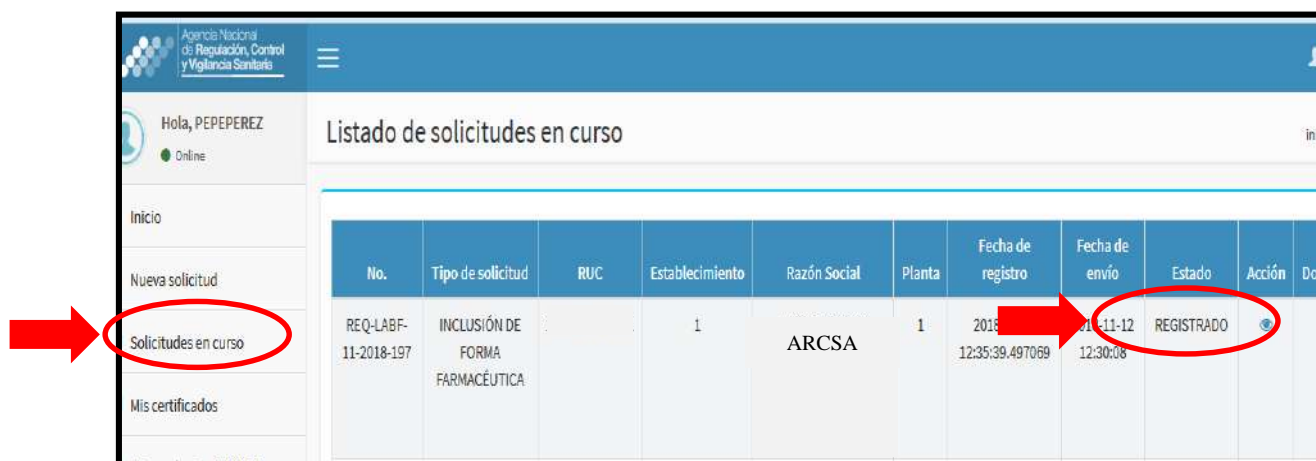 Agencia Nacional
de Regulación, Control
y Vigilancia Sanitaria
Hola, PEPEPEREZ
Online
Listado de solicitudes en curso
in
Inicio
Nueva solicitud
Solicitudes en curso
Mis certificados
No. Tipo de solicitud RUC Establecimiento Razón Social Planta Fecha de registro Fecha de envío Estado Acción Do
REQ-LABF- INCLUSIÓN DE 1 ARCSA 1 2018 -11-12 REGISTRADO
11-2018-197 FORMA 12:35:39.497069 12:30:08
FARMACÉUTICA